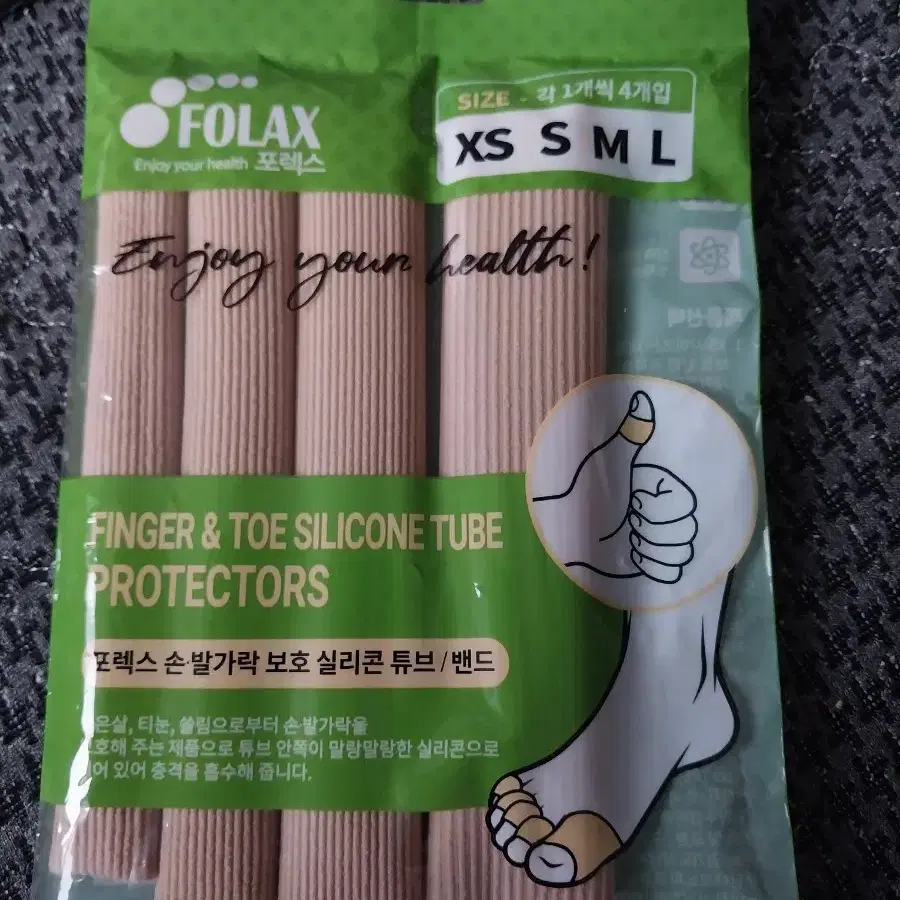 FOLAX
Enjoy your health 포렉스
SIZE - 각 1개씩 4개입
XS S M L
Enjoy your health!
FINGER & TOE SILICONE TUBE
PROTECTORS
포렉스 손·발가락 보호 실리콘 튜브 / 밴드
티눈, 쓸림으로부터 손·발가락을
주는 제품으로 튜브 안쪽이 말랑말랑한 실리콘으로
있어 충격을 흡수해 줍니다.